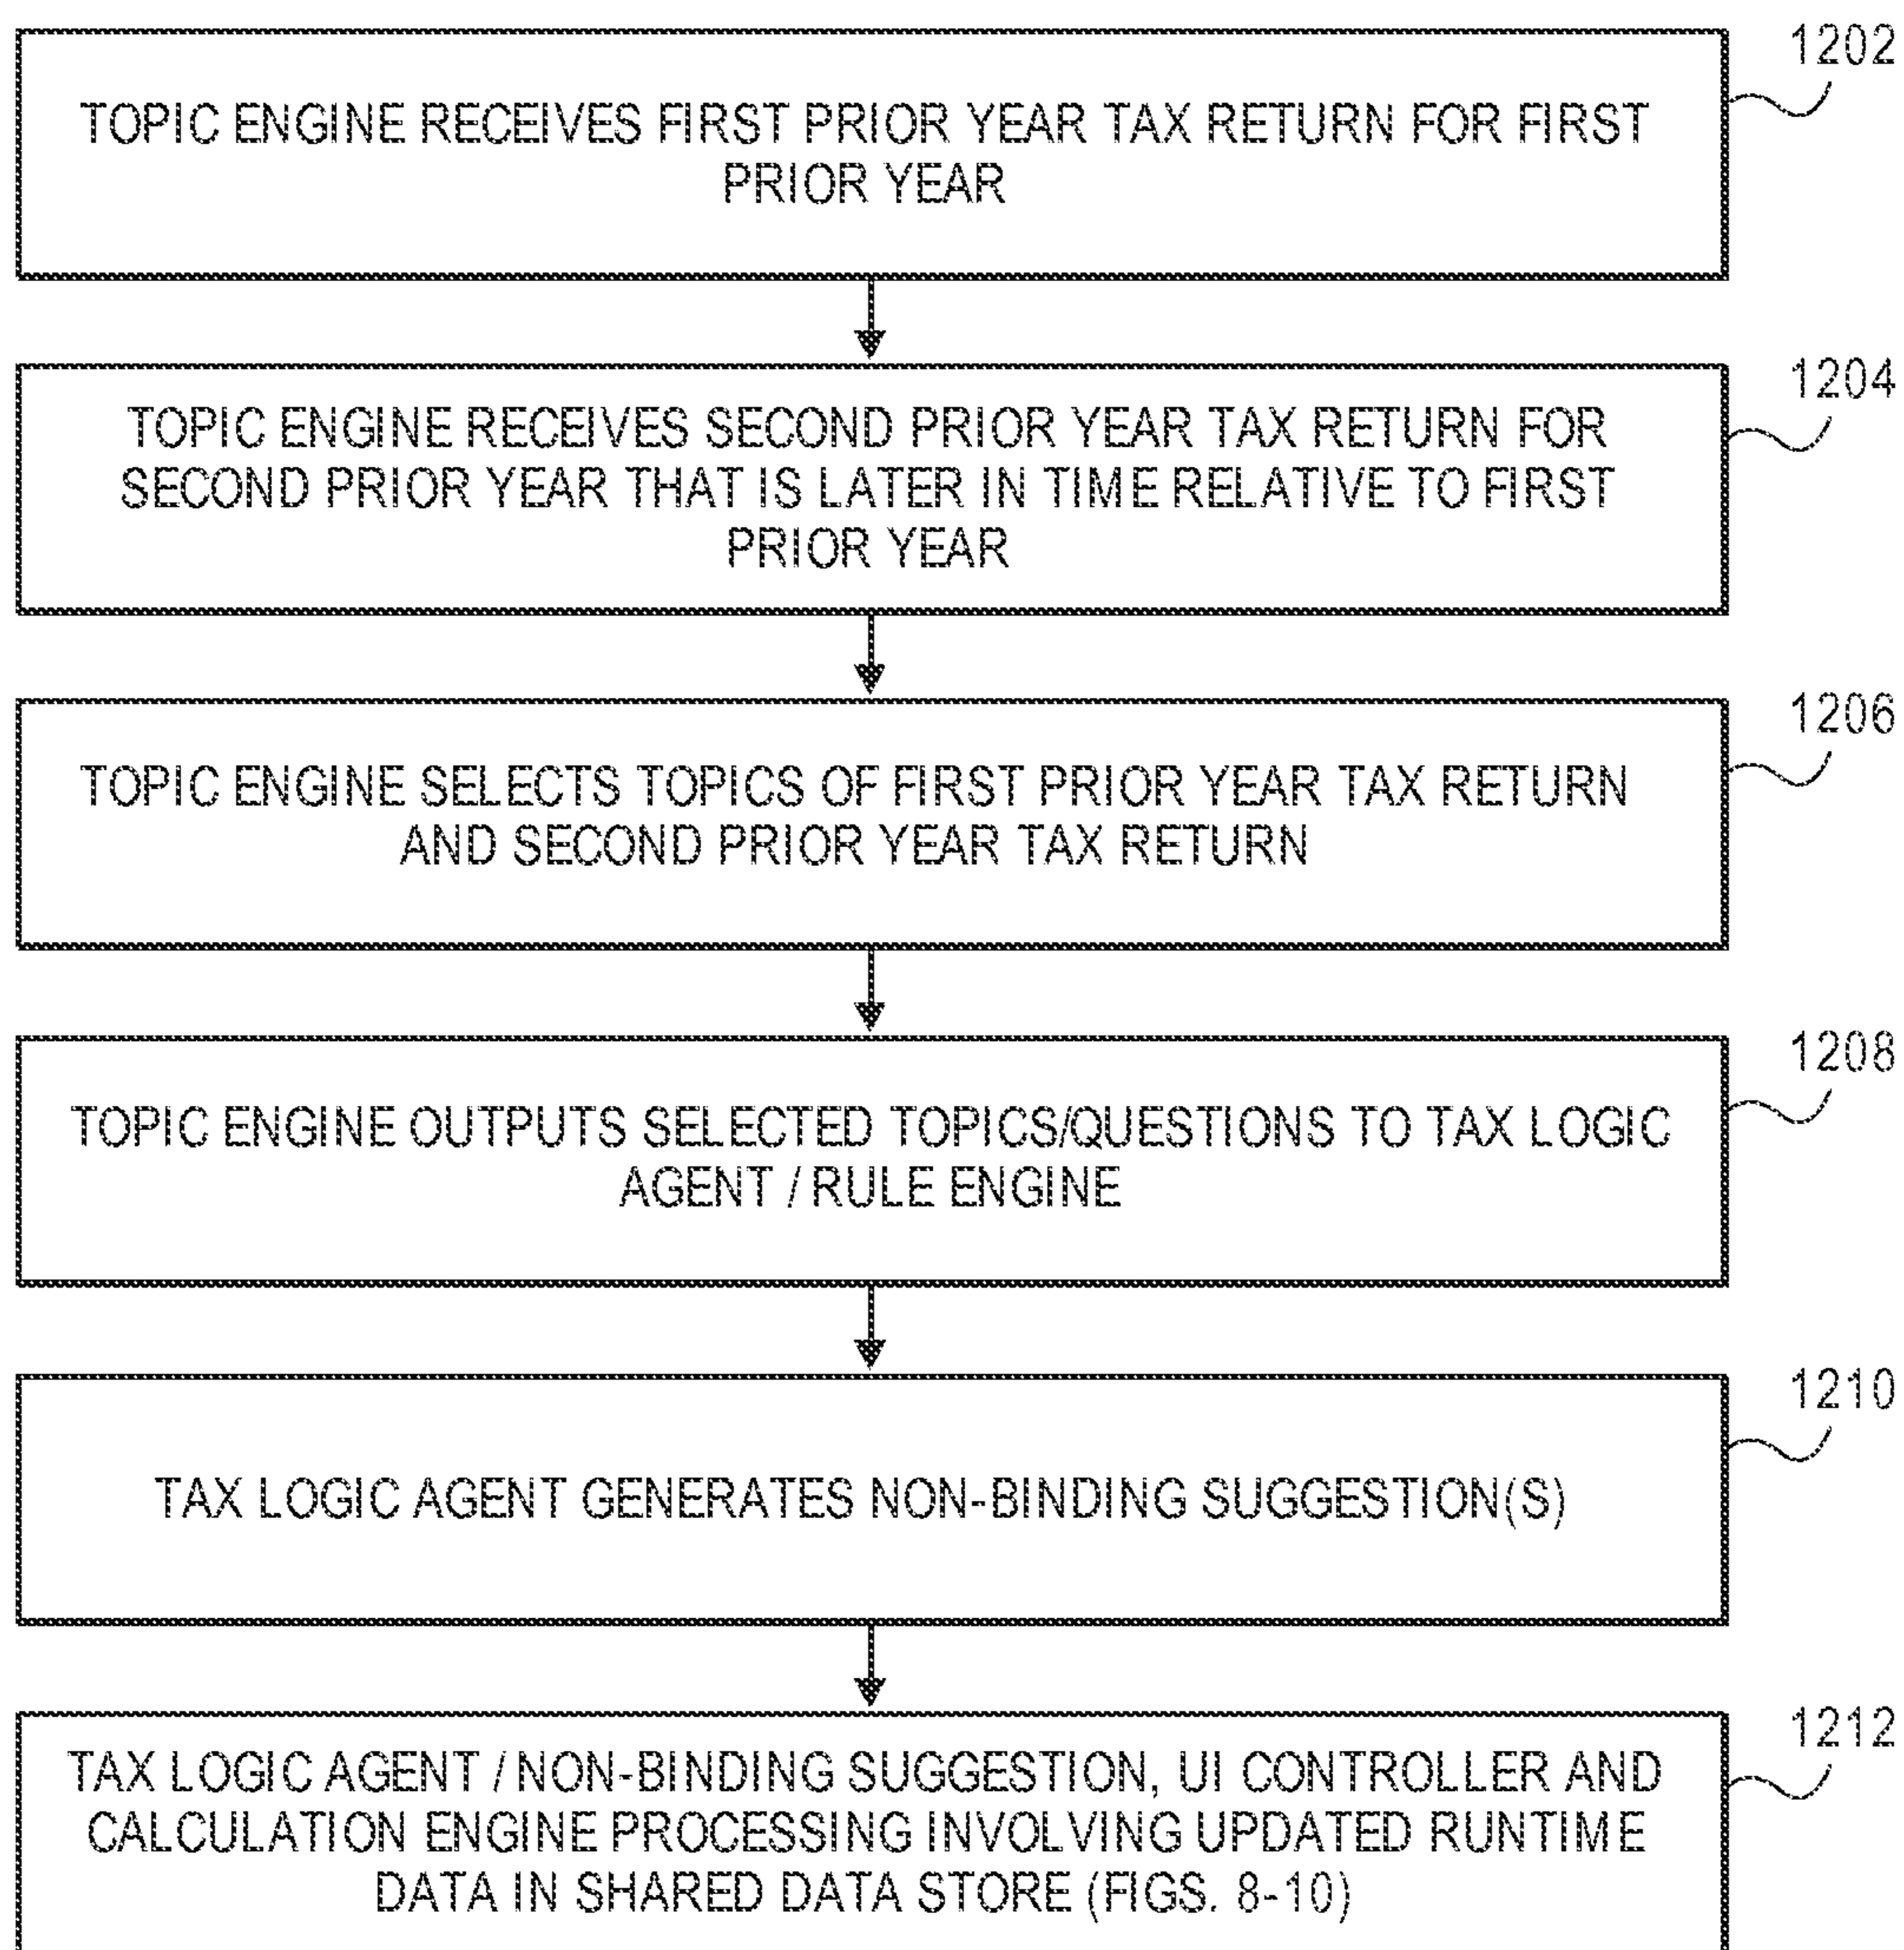 1202
TOPIC ENGINE RECEIVES FIRST PRIOR YEAR TAX RETURN FOR FIRST
PRIOR YEAR
1204
TOPIC ENGINE RECEIVES SECOND PRIOR YEAR TAX RETURN FOR
SECOND PRIOR YEAR THAT IS LATER IN TIME RELATIVE TO FIRST
PRIOR YEAR
1206
TOPIC ENGINE SELECTS TOPICS OF FIRST PRIOR YEAR TAX RETURN
AND SECOND PRIOR YEAR TAX RETURN
1208
TOPIC ENGINE OUTPUTS SELECTED TOPICS/QUESTIONS TO TAX LOGIC
AGENT / RULE ENGINE
1210
TAX LOGIC AGENT GENERATES NON-BINDING SUGGESTION(S)
1212
TAX LOGIC AGENT / NON-BINDING SUGGESTION, UI CONTROLLER AND
CALCULATION ENGINE PROCESSING INVOLVING UPDATED RUNTIME
DATA IN SHARED DATA STORE (FIGS. 8-10)